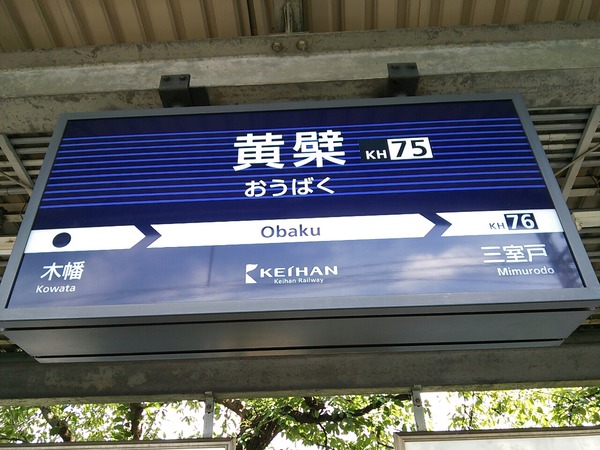 黄檗 KH 75
おうばく
Obaku
KH 76
木幡
Kowata
KEIHAN
Keihan Railway
三室戸
Mimurodo